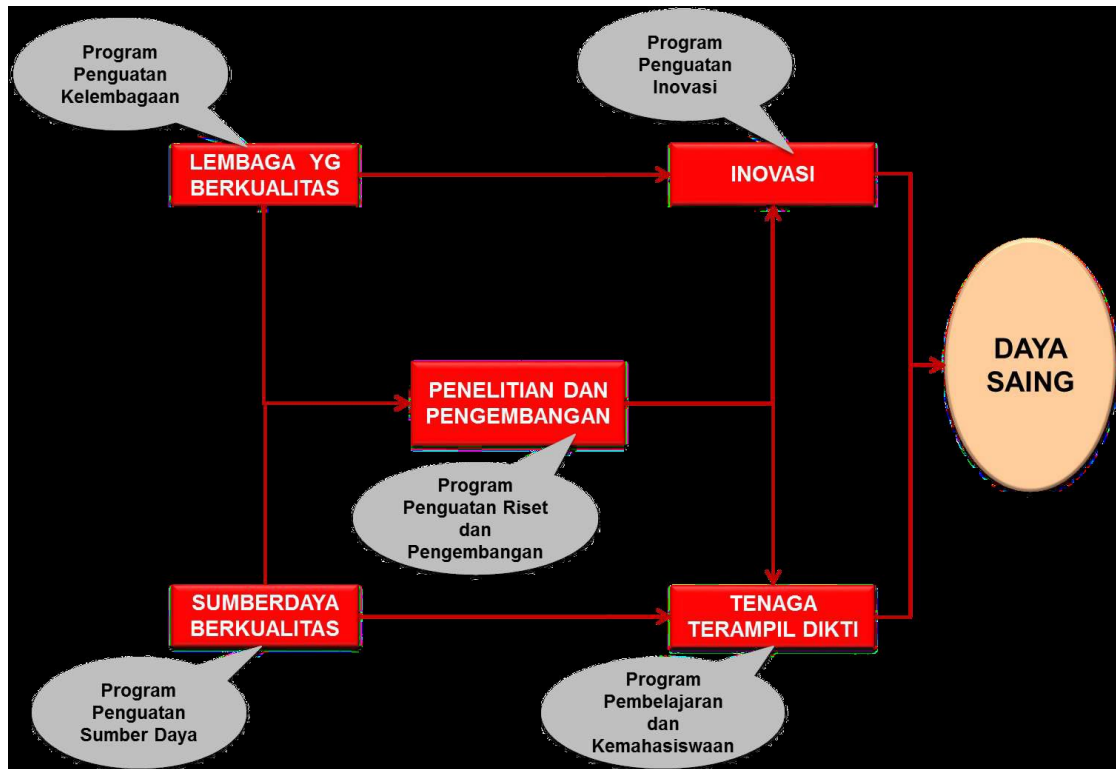 Program
Penguatan
Kelembagaan
Program
Penguatan
Inovasi
LEMBAGA YG
BERKUALITAS
INOVASI
DAYA
SAING
PENELITIAN DAN
PENGEMBANGAN
Program
Penguatan Riset
dan
Pengembangan
SUMBERDAYA
BERKUALITAS
TENAGA
TERAMPIL DIKTI
Program
Penguatan
Sumber Daya
Program
Pembelajaran
dan
Kemahasiswaan